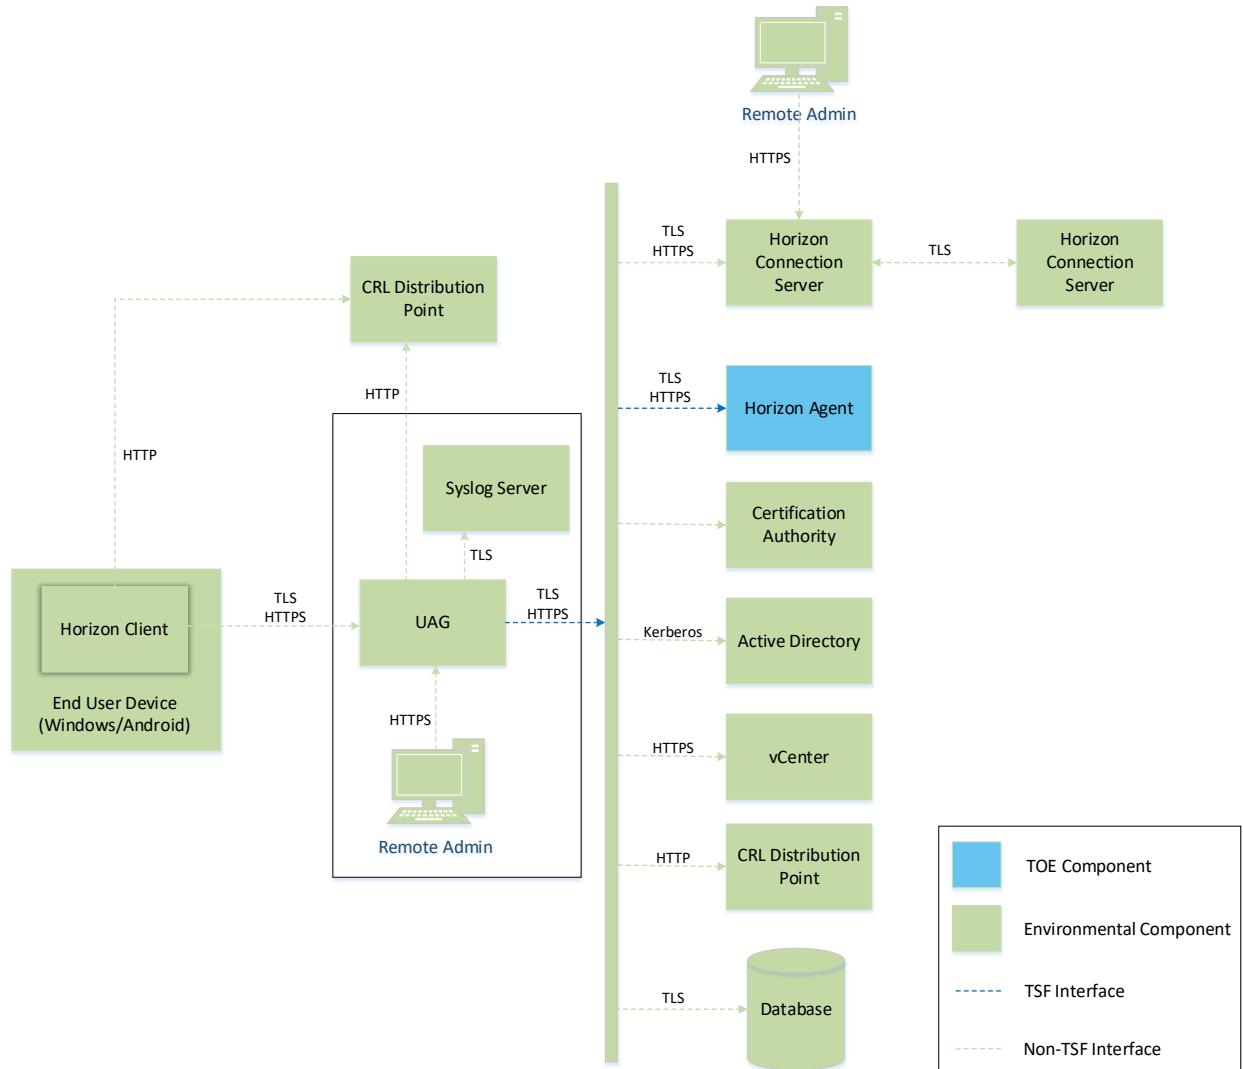 Remote Admin
HTTPS
TLS
HTTPS
Horizon
Connection
Server
TLS
Horizon
Connection
Server
CRL Distribution
Point
HTTP
HTTP
TLS
HTTPS
Horizon Agent
Syslog Server
TLS
Certification
Authority
Horizon Client
End User Device
(Windows/Android)
TLS
HTTPS
UAG
TLS
HTTPS
Kerberos
Active Directory
HTTPS
Remote Admin
HTTPS
vCenter
HTTP
CRL Distribution
Point
TLS
Database
TOE Component
Environmental Component
TSF Interface
Non-TSF Interface